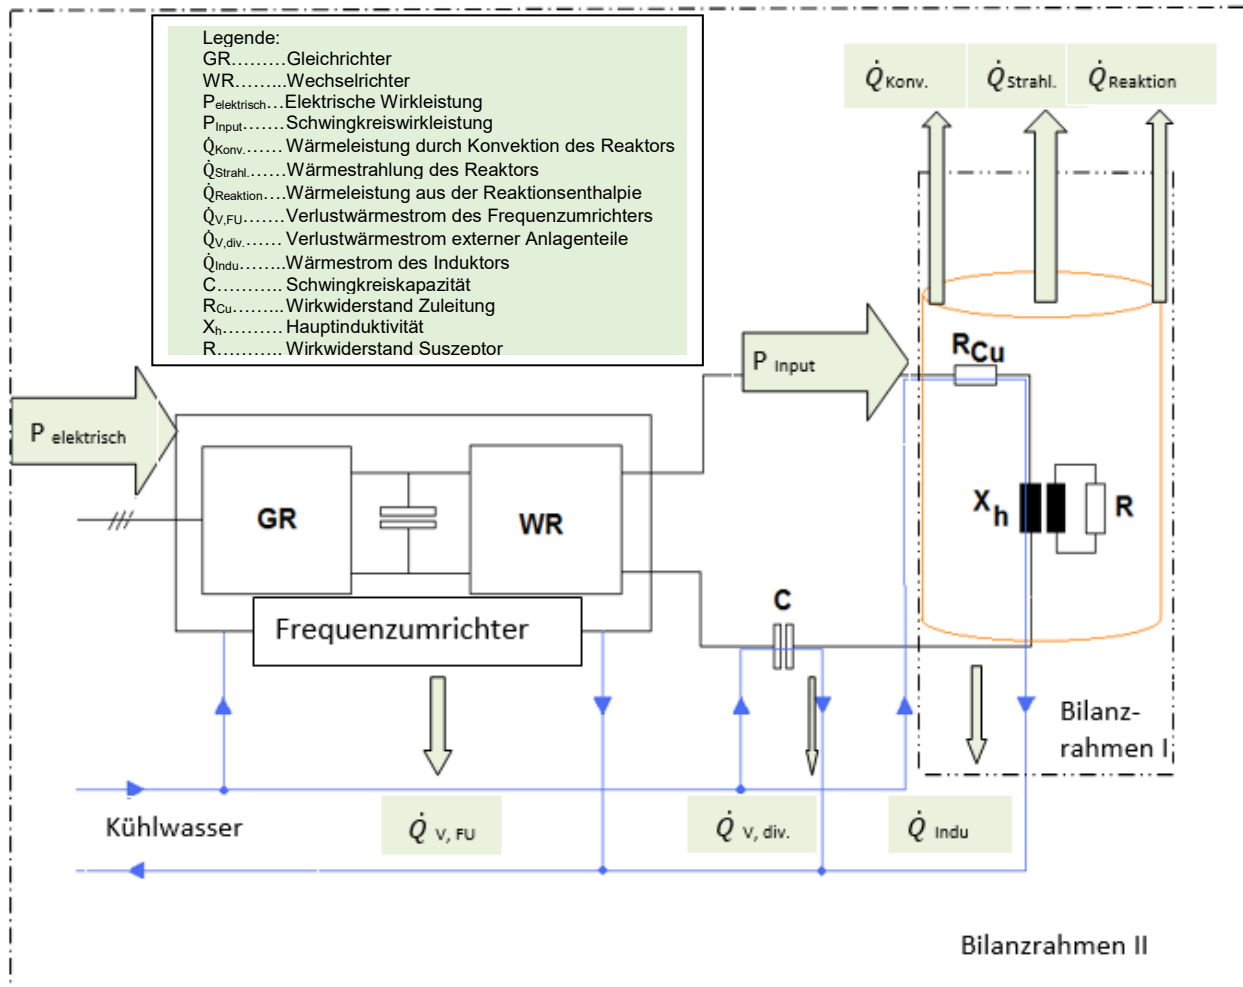 Legende:
GR.........Gleichrichter
WR.........Wechselrichter
Pelektrisch...Elektrische Wirkleistung
PInput.......Schwingkreiswirkleistung
Q̇Konv.......Wärmeleistung durch Konvektion des Reaktors
Q̇Strahl.......Wärmestrahlung des Reaktors
Q̇Reaktion....Wärmeleistung aus der Reaktionsenthalpie
Q̇V,FU.......Verlustwärmestrom des Frequenzumrichters
Q̇V,div.......Verlustwärmestrom externer Anlagenteile
Q̇Indu........Wärmestrom des Induktors
C...........Schwingkreiskapazität
RCu.........Wirkwiderstand Zuleitung
Xh..........Hauptinduktivität
R...........Wirkwiderstand Suszeptor
Q̇ Konv.
Q̇ Strahl.
Q̇ Reaktion
P Input
RCu
P elektrisch
GR
WR
Xh
R
C
Frequenzumrichter
Bilanz-
rahmen I
Kühlwasser
Q̇ V, FU
Q̇ V, div.
Q̇ Indu
Bilanzrahmen II